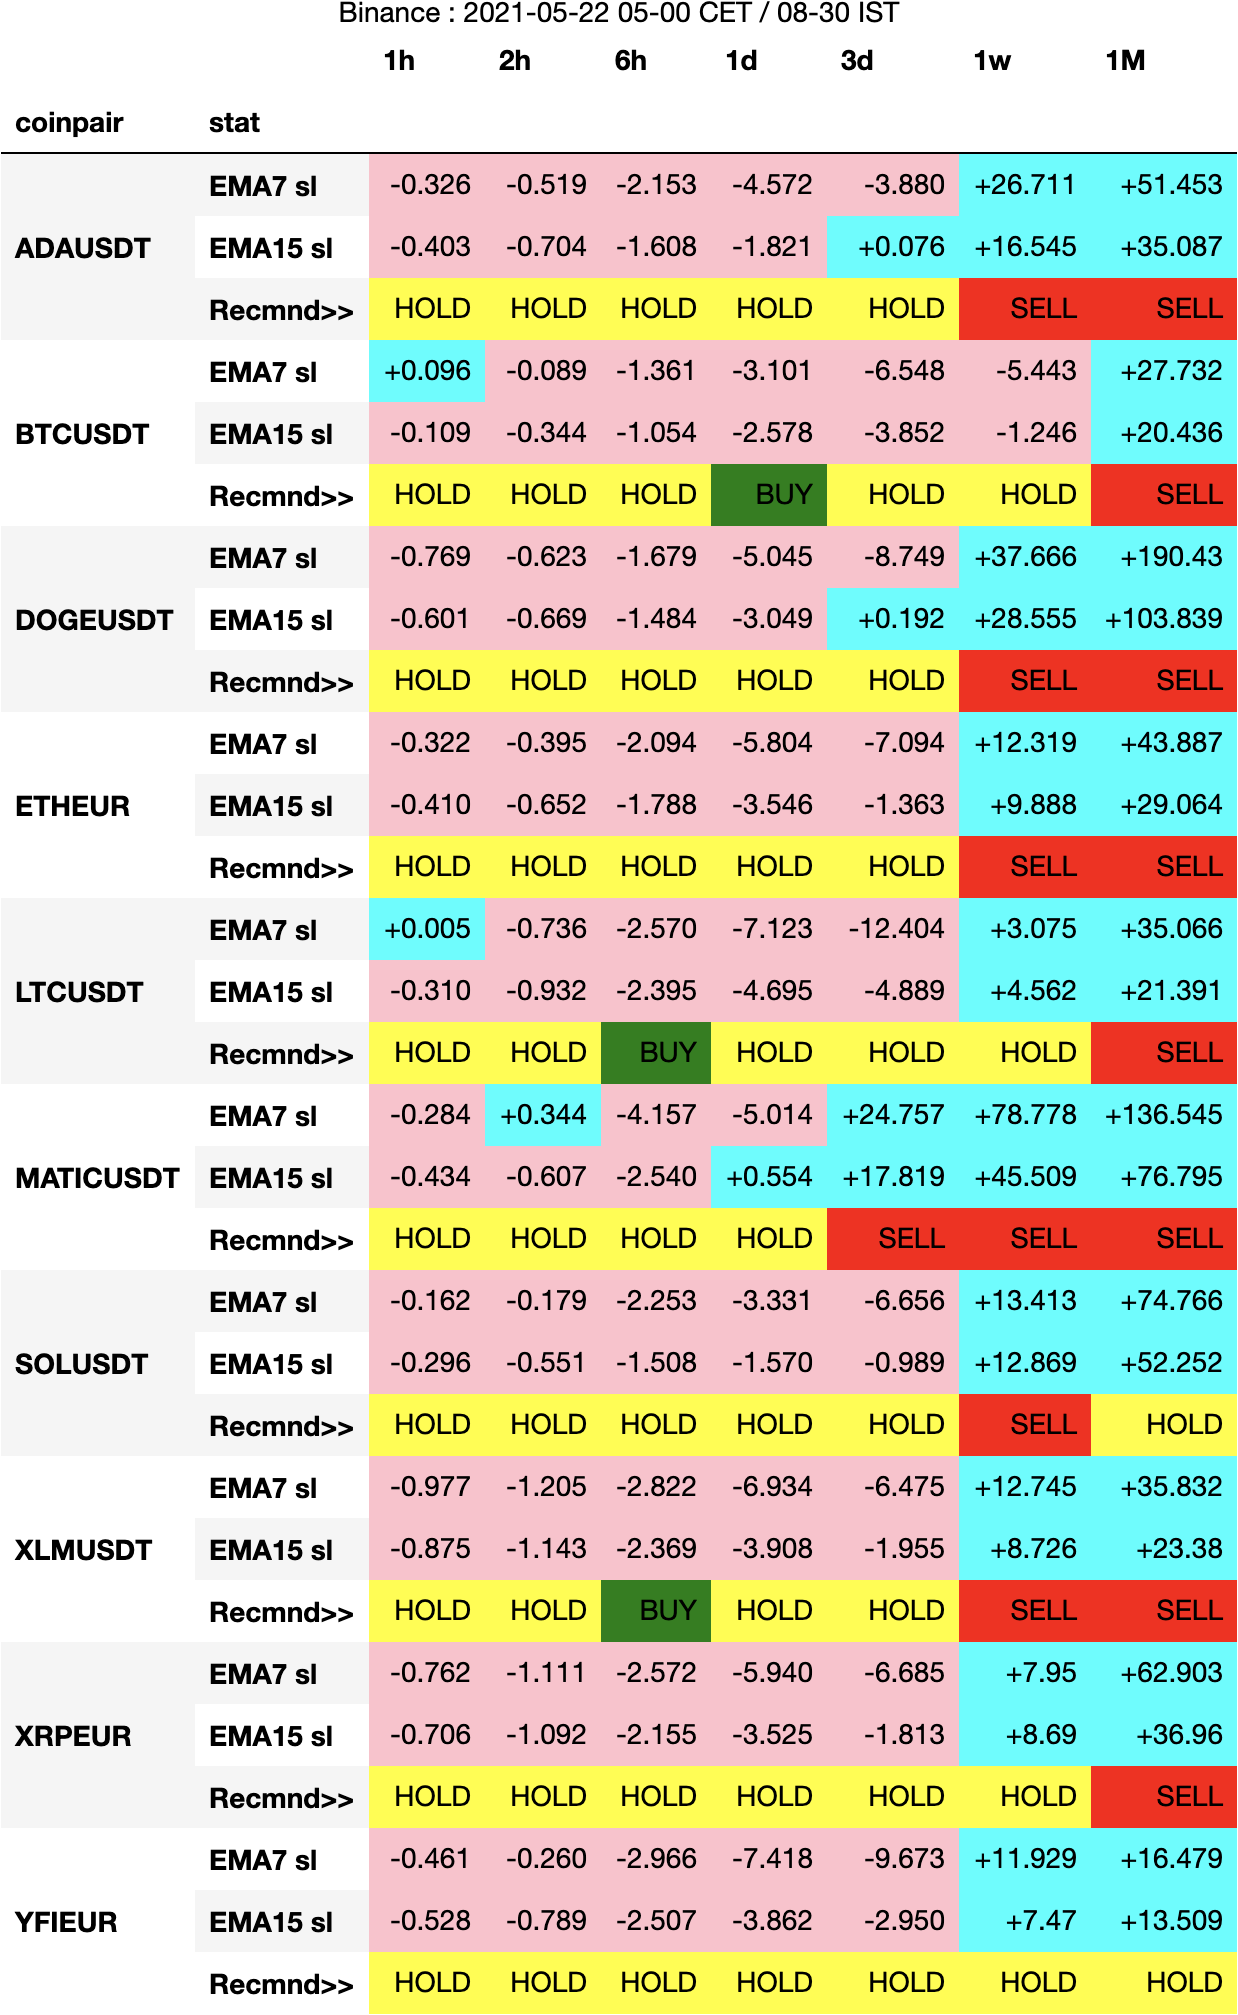 Binance : 2021-05-22 05-00 CET / 08-30 IST
1h 2h 6h 1d 3d 1w 1M
coinpair stat
EMA7 sl -0.326 -0.519 -2.153 -4.572 -3.880 +26.711 +51.453
ADAUSDT EMA15 sl -0.403 -0.704 -1.608 -1.821 +0.076 +16.545 +35.087
Recmnd>> HOLD HOLD HOLD HOLD HOLD SELL SELL
EMA7 sl +0.096 -0.089 -1.361 -3.101 -6.548 -5.443 +27.732
BTCUSDT EMA15 sl -0.109 -0.344 -1.054 -2.578 -3.852 -1.246 +20.436
Recmnd>> HOLD HOLD HOLD BUY HOLD HOLD SELL
EMA7 sl -0.769 -0.623 -1.679 -5.045 -8.749 +37.666 +190.43
DOGEUSDT EMA15 sl -0.601 -0.669 -1.484 -3.049 +0.192 +28.555 +103.839
Recmnd>> HOLD HOLD HOLD HOLD HOLD SELL SELL
EMA7 sl -0.322 -0.395 -2.094 -5.804 -7.094 +12.319 +43.887
ETHEUR EMA15 sl -0.410 -0.652 -1.788 -3.546 -1.363 +9.888 +29.064
Recmnd>> HOLD HOLD HOLD HOLD HOLD SELL SELL
EMA7 sl +0.005 -0.736 -2.570 -7.123 -12.404 +3.075 +35.066
LTCUSDT EMA15 sl -0.310 -0.932 -2.395 -4.695 -4.889 +4.562 +21.391
Recmnd>> HOLD HOLD BUY HOLD HOLD HOLD SELL
EMA7 sl -0.284 +0.344 -4.157 -5.014 +24.757 +78.778 +136.545
MATICUSDT EMA15 sl -0.434 -0.607 -2.540 +0.554 +17.819 +45.509 +76.795
Recmnd>> HOLD HOLD HOLD HOLD SELL SELL SELL
EMA7 sl -0.162 -0.179 -2.253 -3.331 -6.656 +13.413 +74.766
SOLUSDT EMA15 sl -0.296 -0.551 -1.508 -1.570 -0.989 +12.869 +52.252
Recmnd>> HOLD HOLD HOLD HOLD HOLD SELL HOLD
EMA7 sl -0.977 -1.205 -2.822 -6.934 -6.475 +12.745 +35.832
XLMUSDT EMA15 sl -0.875 -1.143 -2.369 -3.908 -1.955 +8.726 +23.38
Recmnd>> HOLD HOLD BUY HOLD HOLD SELL SELL
EMA7 sl -0.762 -1.111 -2.572 -5.940 -6.685 +7.95 +62.903
XRPEUR EMA15 sl -0.706 -1.092 -2.155 -3.525 -1.813 +8.69 +36.96
Recmnd>> HOLD HOLD HOLD HOLD HOLD HOLD SELL
EMA7 sl -0.461 -0.260 -2.966 -7.418 -9.673 +11.929 +16.479
YFIEUR EMA15 sl -0.528 -0.789 -2.507 -3.862 -2.950 +7.47 +13.509
Recmnd>> HOLD HOLD HOLD HOLD HOLD HOLD HOLD